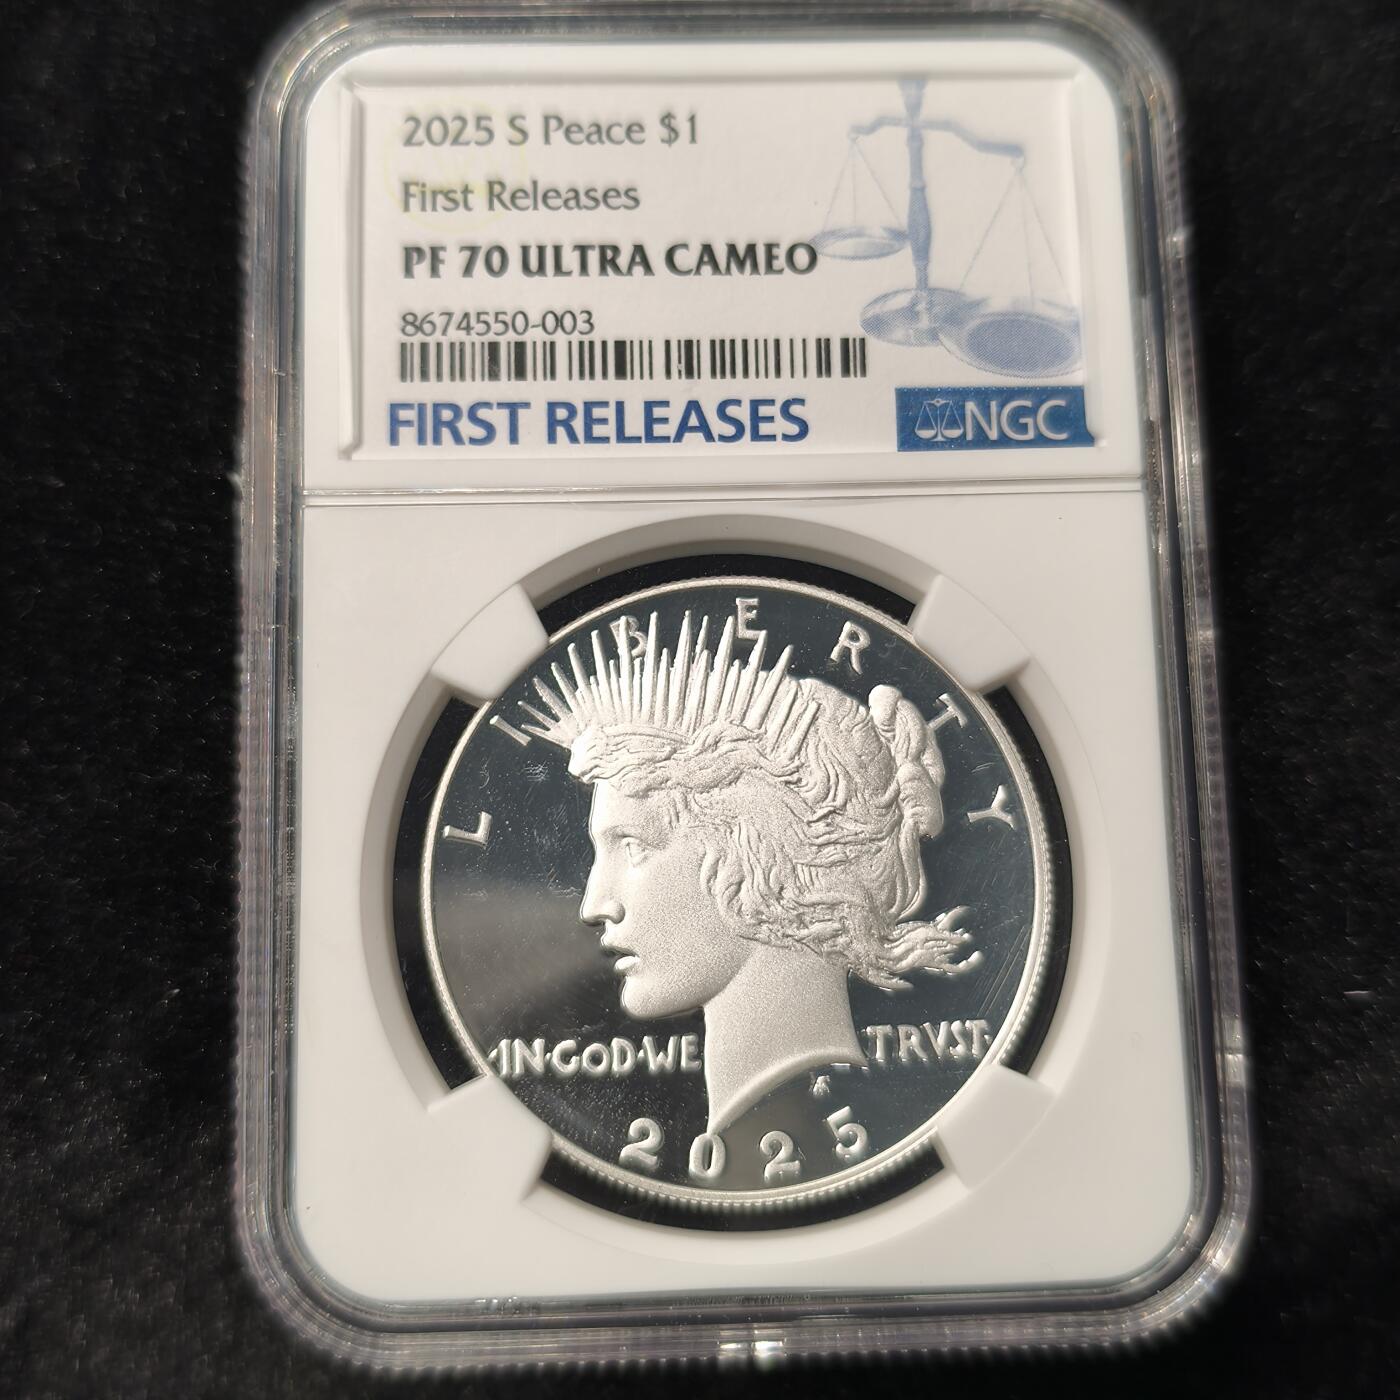 2025 S Peace $1
First Releases
PF 70 ULTRA CAMEO
8674550-003
FIRST RELEASES
NGC
LIBERTY
·IN·GOD·WE TRVST·
2025